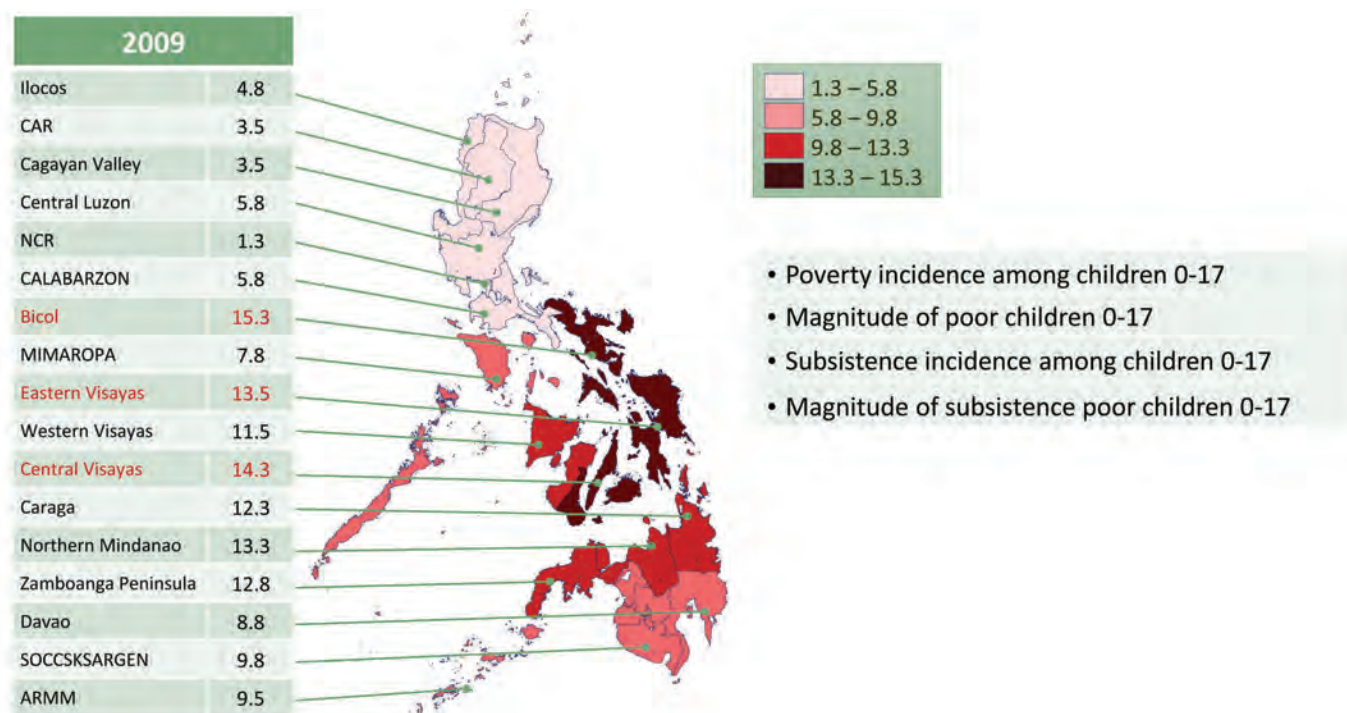 2009
Ilocos 4.8
CAR 3.5
Cagayan Valley 3.5
Central Luzon 5.8
NCR 1.3
CALABARZON 5.8
Bicol 15.3
MIMAROPA 7.8
Eastern Visayas 13.5
Western Visayas 11.5
Central Visayas 14.3
Caraga 12.3
Northern Mindanao 13.3
Zamboanga Peninsula 12.8
Davao 8.8
SOCCSKSARGEN 9.8
ARMM 9.5
1.3 – 5.8
5.8 – 9.8
9.8 – 13.3
13.3 – 15.3
• Poverty incidence among children 0-17
• Magnitude of poor children 0-17
• Subsistence incidence among children 0-17
• Magnitude of subsistence poor children 0-17